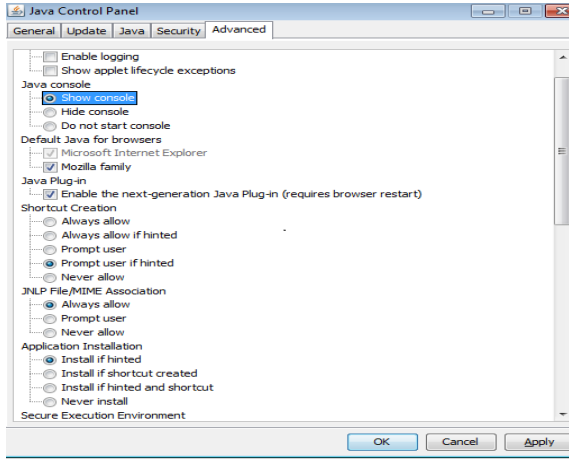 Java Control Panel
General Update Java Security Advanced
Enable logging
Show applet lifecycle exceptions
Java console
Show console
Hide console
Do not start console
Default Java for browsers
Microsoft Internet Explorer
Mozilla family
Java Plug-in
Enable the next-generation Java Plug-in (requires browser restart)
Shortcut Creation
Always allow
Always allow if hinted
Prompt user
Prompt user if hinted
Never allow
JNLP File/MIME Association
Always allow
Prompt user
Never allow
Application Installation
Install if hinted
Install if shortcut created
Install if hinted and shortcut
Never install
Secure Execution Environment
OK Cancel Apply